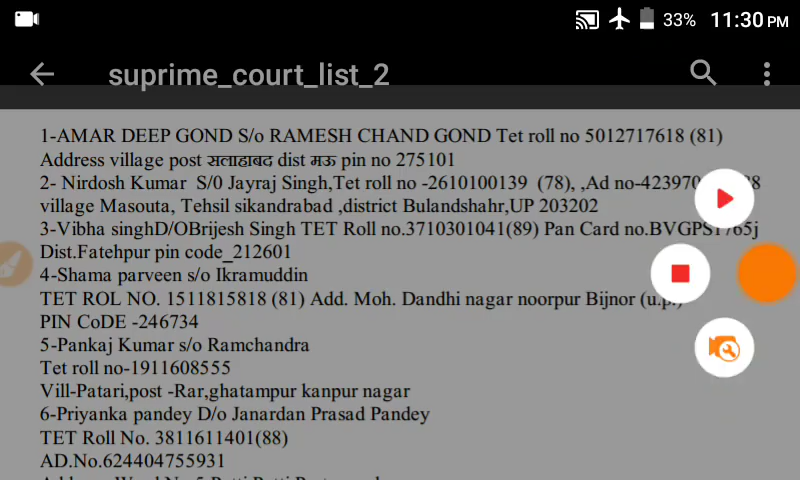 33% 11:30 PM
suprime_court_list_2
1-AMAR DEEP GOND S/o RAMESH CHAND GOND Tet roll no 5012717618 (81)
Address village post सलाहाबद dist मऊ pin no 275101
2- Nirdosh Kumar S/0 Jayraj Singh,Tet roll no -2610100139 (78), ,Ad
village Masouta, Tehsil sikandrabad ,district Bulandshahr,UP 203202
3-Vibha singhD/OBrijesh Singh TET Roll no.3710301041(89) Pan Card
Dist.Fatehpur pin code_212601
4-Shama parveen s/o Ikramuddin
TET ROL NO. 1511815818 (81) Add. Moh. Dandhi nagar noorpur Bijnor
PIN CoDE -246734
5-Pankaj Kumar s/o Ramchandra
Tet roll no-1911608555
Vill-Patari,post -Rar,ghatampur kanpur nagar
6-Priyanka pandey D/o Janardan Prasad Pandey
TET Roll No. 3811611401(88)
AD.No.624404755931